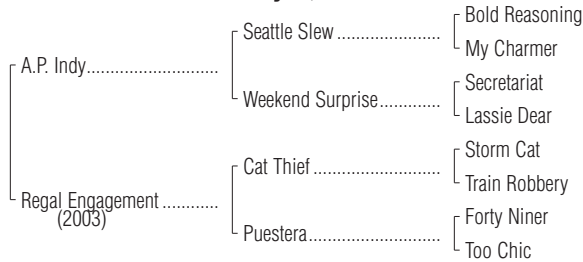 Bold Reasoning
Seattle Slew ........................
My Charmer
A.P. Indy.............................
Secretariat
Weekend Surprise..............
Lassie Dear
Storm Cat
Cat Thief .............................
Train Robbery
Regal Engagement ............
(2003)
Forty Niner
Puestera..............................
Too Chic